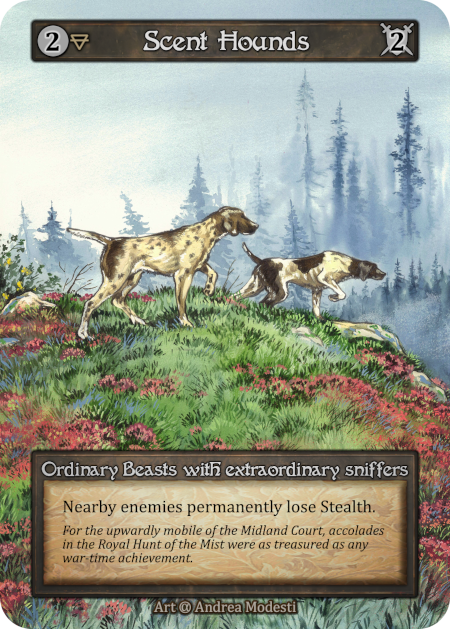 2 Scent Hounds 2
Ordinary Beasts with extraordinary sniffers
Nearby enemies permanently lose Stealth.
For the upwardly mobile of the Midland Court, accolades
in the Royal Hunt of the Mist were as treasured as any
war-time achievement.
Art @ Andrea Modesti